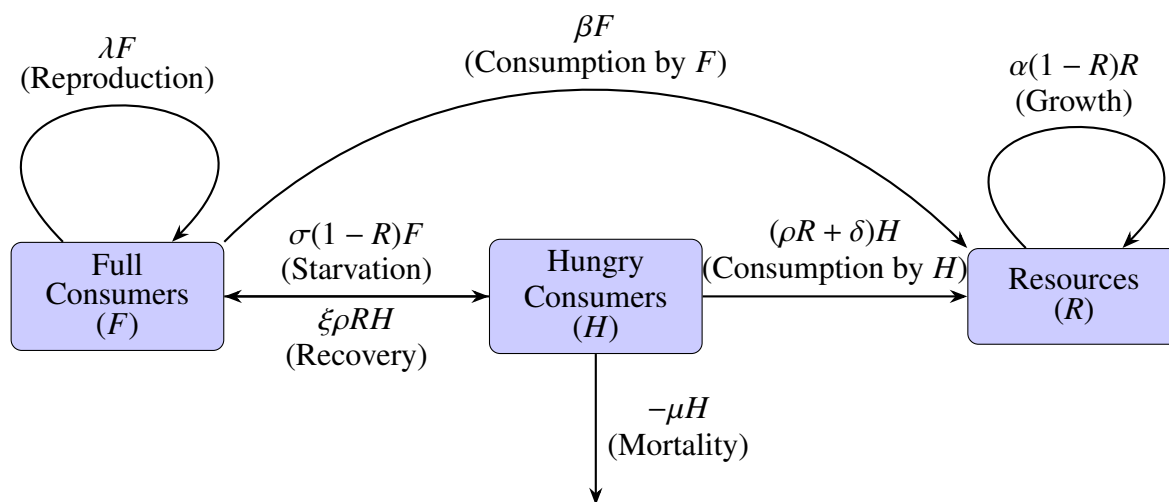 λF
(Reproduction)
βF
(Consumption by F)
α(1 − R)R
(Growth)
Full
Consumers
(F)
σ(1 − R)F
(Starvation)
ξρRH
(Recovery)
Hungry
Consumers
(H)
(ρR + δ)H
(Consumption by H)
Resources
(R)
−μH
(Mortality)